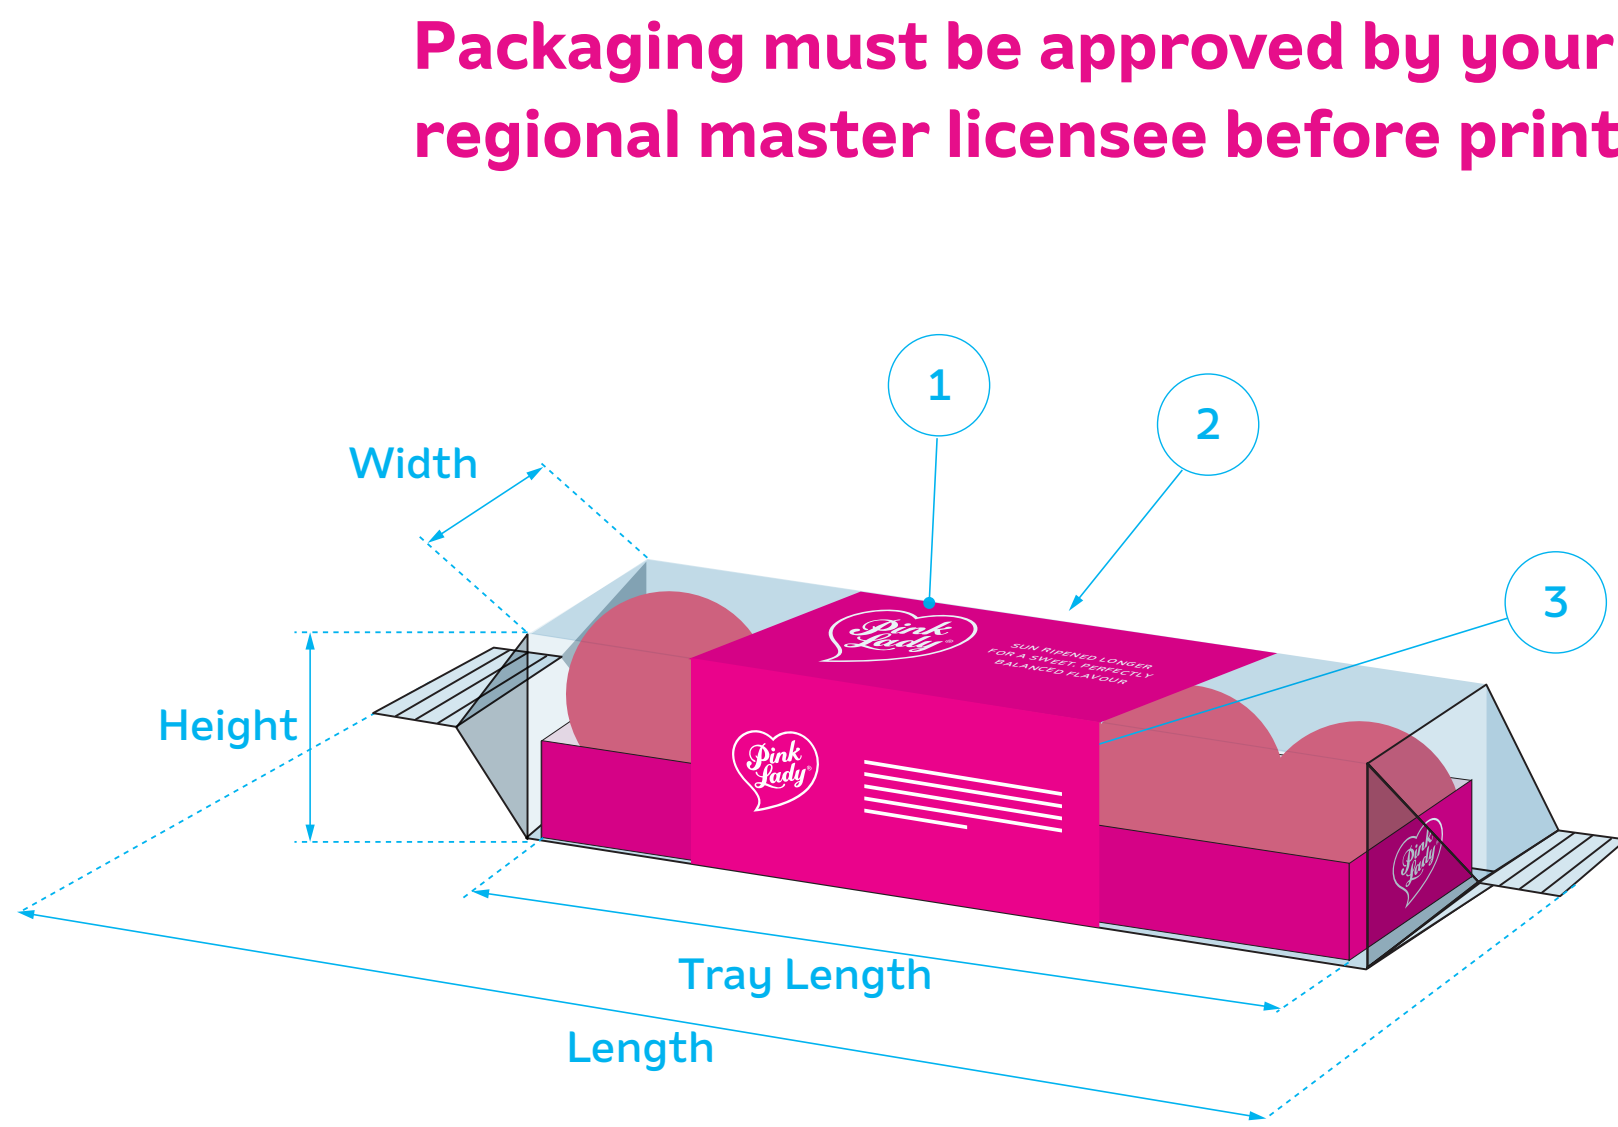 Packaging must be approved by your
regional master licensee before print
1
2
Width
3
Pink
Lady®
SUN RIPENED LONGER
FOR A SWEET, PERFECTLY
BALANCED FLAVOUR
Height
Pink
Lady®
Pink
Lady
Tray Length
Length